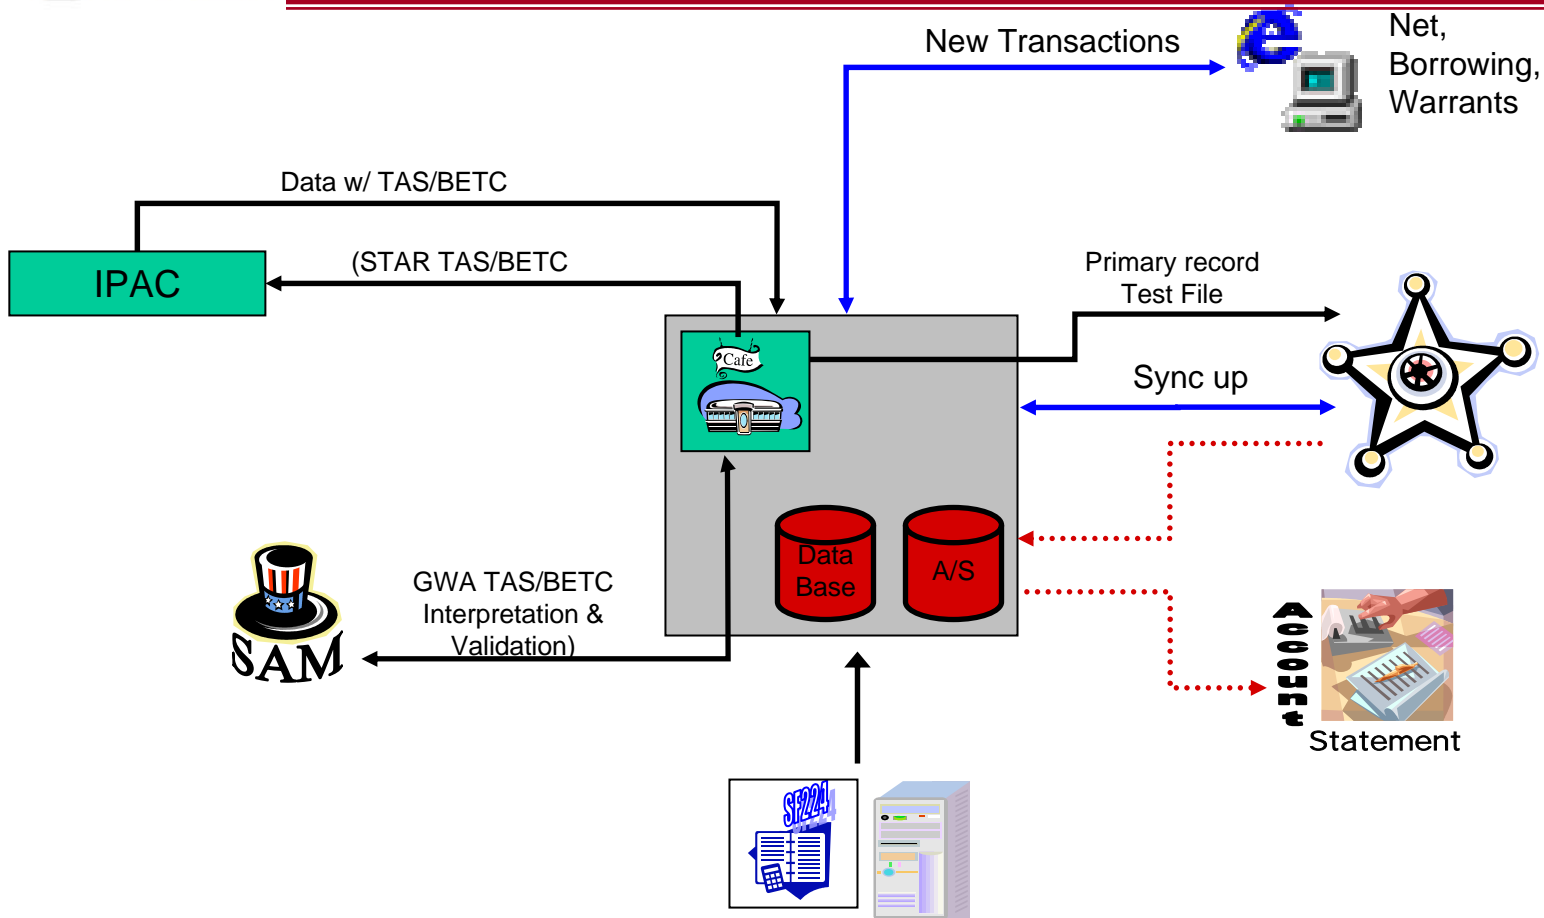 New Transactions
Net,
Borrowing,
Warrants
Data w/ TAS/BETC
(STAR TAS/BETC
IPAC
Primary record
Test File
Cafe
Sync up
Data
Base
A/S
GWA TAS/BETC
Interpretation &
Validation)
SAM
Account
Statement
SF224